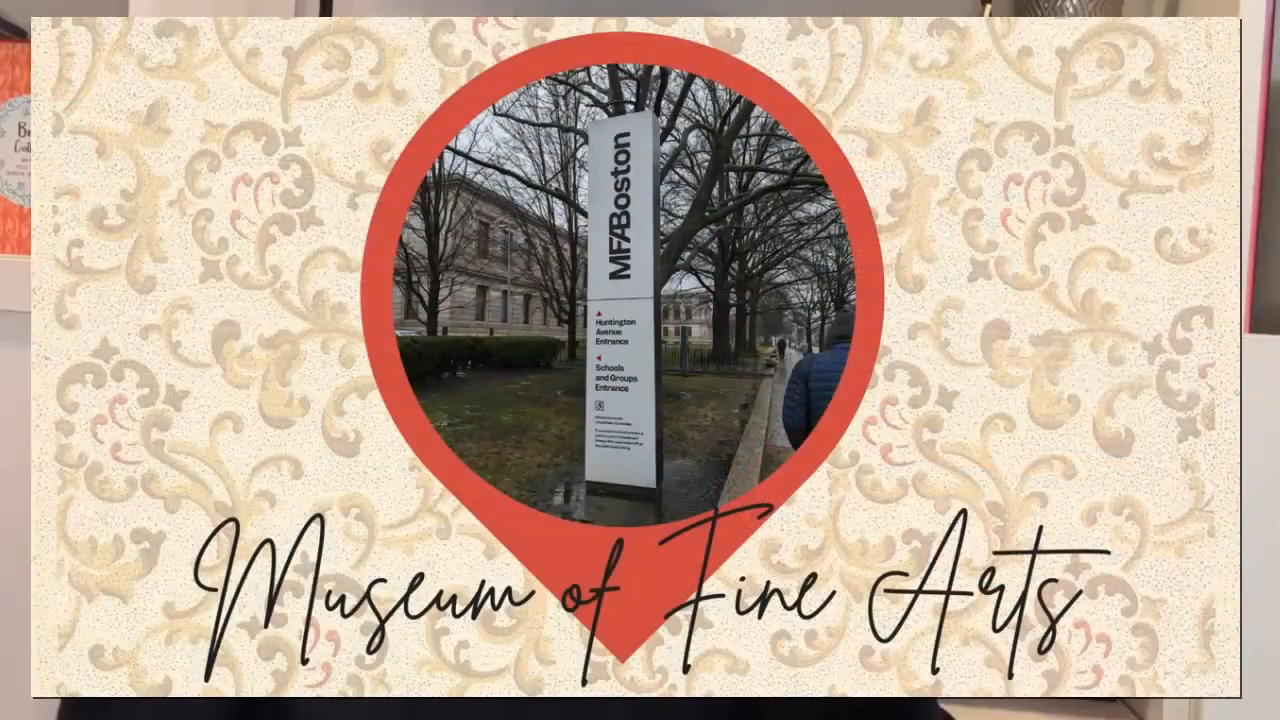 MFABoston
Huntington
Avenue
Entrance
Schools
and Groups
Entrance
Museum of Fine Arts